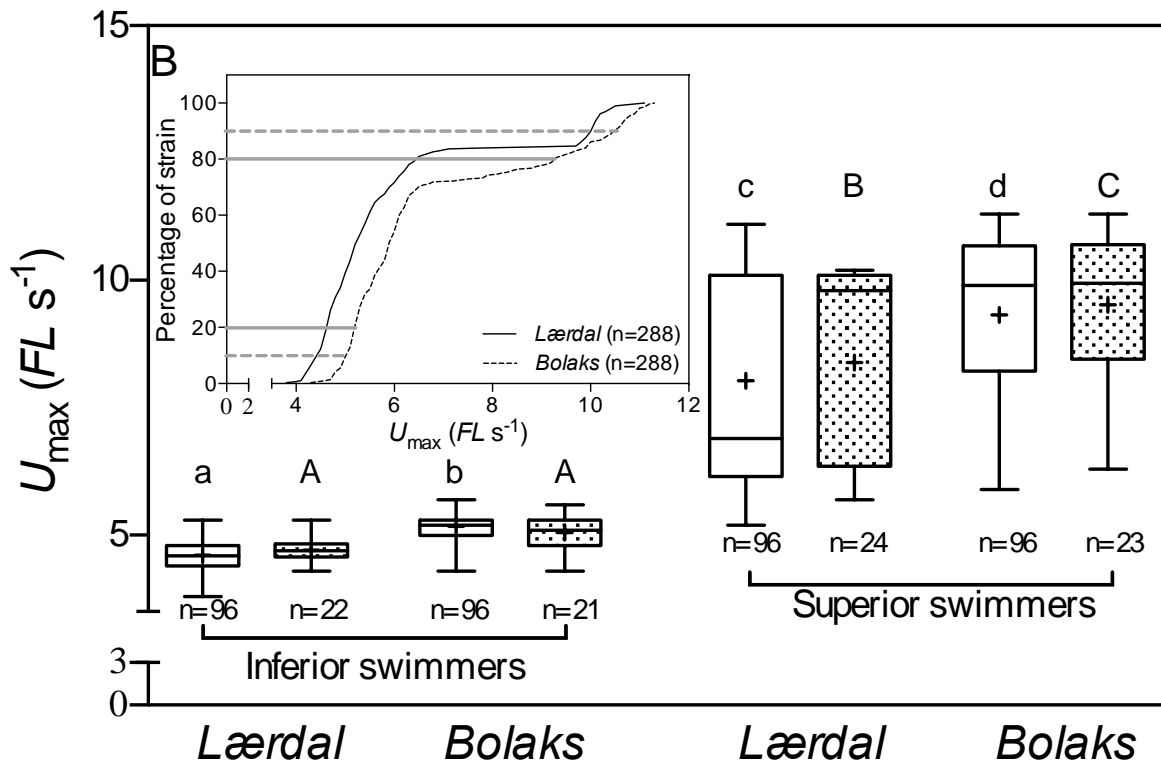 15
B
100
80
60
40
20
0
Percentage of strain
Lærdal (n=288)
Bolaks (n=288)
0 2 4 6 8 10 12
Umax (FL s-1)
c B d C
10
Umax (FL s-1)
a A b A
5
n=96 n=24 n=96 n=23
Superior swimmers
n=96 n=22 n=96 n=21
Inferior swimmers
3
0
Lærdal Bolaks Lærdal Bolaks